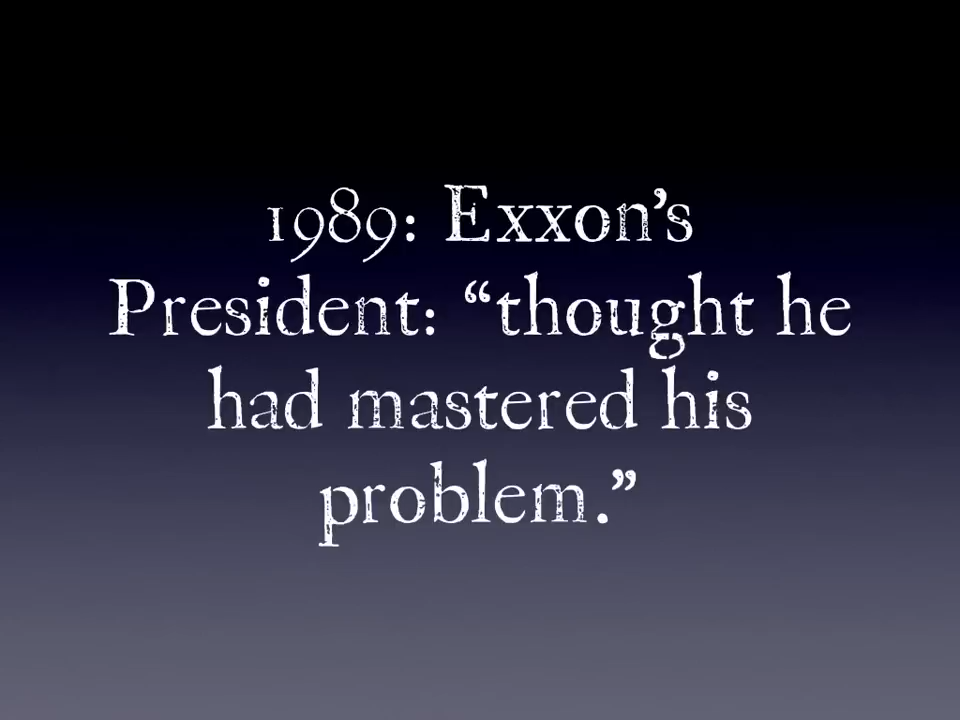 1989: Exxon’s
President: “thought he
had mastered his
problem.”